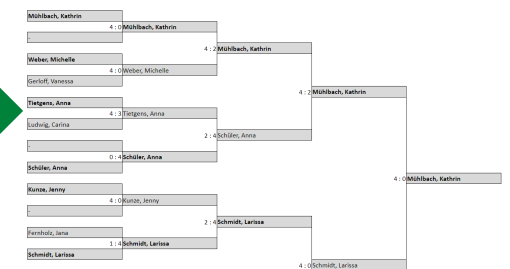 Mühlbach, Kathrin
4 : 0 Mühlbach, Kathrin
-
4 : 2 Mühlbach, Kathrin
Weber, Michelle
4 : 0 Weber, Michelle
Gerloff, Vanessa
4 : 2 Mühlbach, Kathrin
Tietgens, Anna
4 : 3 Tietgens, Anna
Ludwig, Carina
2 : 4 Schüler, Anna
-
0 : 4 Schüler, Anna
Schüler, Anna
4 : 0 Mühlbach, Kathrin
Kunze, Jenny
4 : 0 Kunze, Jenny
-
2 : 4 Schmidt, Larissa
Fernholz, Jana
1 : 4 Schmidt, Larissa
Schmidt, Larissa
4 : 0 Schmidt, Larissa